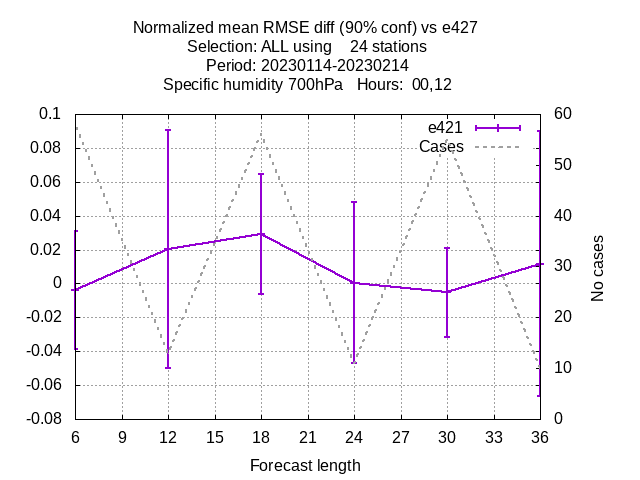 Normalized mean RMSE diff (90% conf) vs e427
Selection: ALL using    24 stations
Period: 20230114-20230214
Specific humidity 700hPa   Hours:  00,12
e421
Cases
0.1
0.08
0.06
0.04
0.02
0
-0.02
-0.04
-0.06
-0.08
60
50
40
30
20
10
0
No cases
6 9 12 15 18 21 24 27 30 33 36
Forecast length